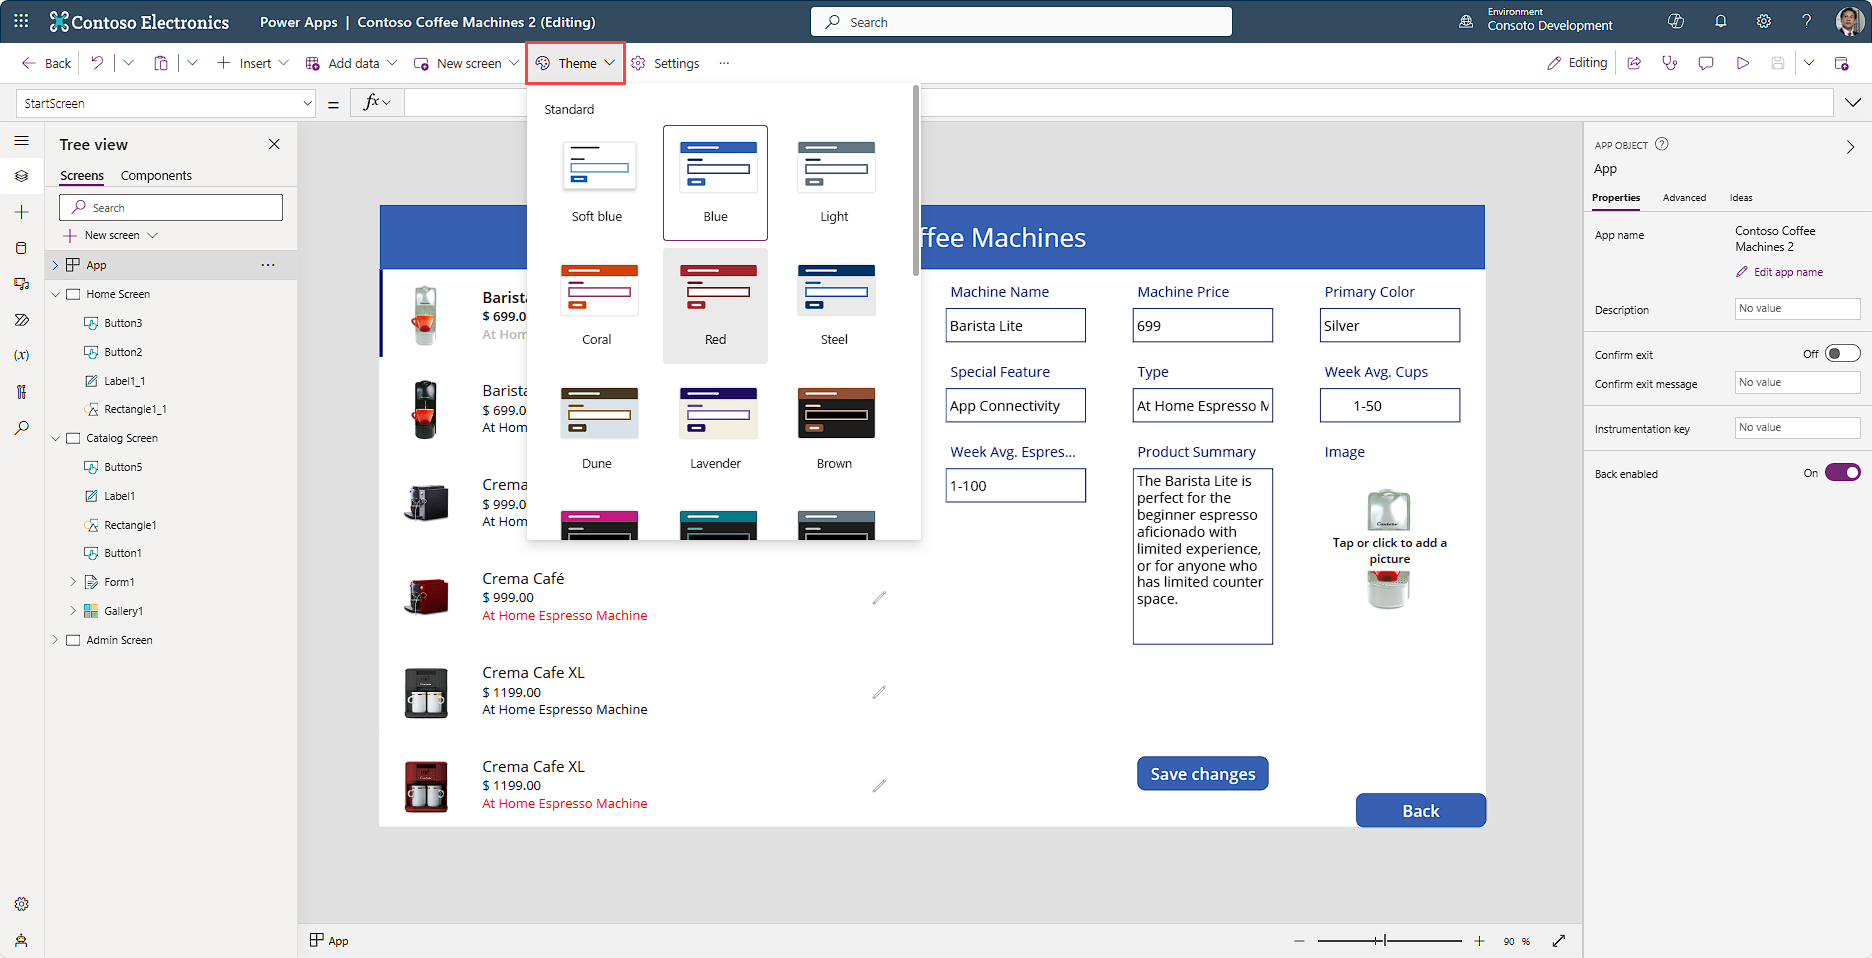 Contoso Electronics
Power Apps | Contoso Coffee Machines 2 (Editing)
Search
Environment
Consoto Development
Back
Insert
Add data
New screen
Theme
Settings
Editing
StartScreen
=
fx
Tree view
Screens
Components
Search
New screen
App
Home Screen
Button3
Button2
Label1_1
Rectangle1_1
Catalog Screen
Button5
Label1
Rectangle1
Button1
Form1
Gallery1
Admin Screen
Standard
Soft blue
Blue
Light
Coral
Red
Steel
Dune
Lavender
Brown
ffee Machines
Barista
$ 699.0
At Hom
Barista
$ 699.0
At Hom
Crema
$ 999.0
At Hom
Crema Café
$ 999.00
At Home Espresso Machine
Crema Cafe XL
$ 1199.00
At Home Espresso Machine
Crema Cafe XL
$ 1199.00
At Home Espresso Machine
Machine Name
Machine Price
Primary Color
Barista Lite
699
Silver
Special Feature
Type
Week Avg. Cups
App Connectivity
At Home Espresso M
1-50
Week Avg. Espres...
Product Summary
Image
1-100
The Barista Lite is
perfect for the
beginner espresso
aficionado with
limited experience,
or for anyone who
has limited counter
space.
Contoso
Tap or click to add a
picture
Save changes
Back
APP OBJECT
App
Properties
Advanced
Ideas
App name
Contoso Coffee
Machines 2
Edit app name
Description
No value
Confirm exit
Off
Confirm exit message
No value
Instrumentation key
No value
Back enabled
On
App
90 %